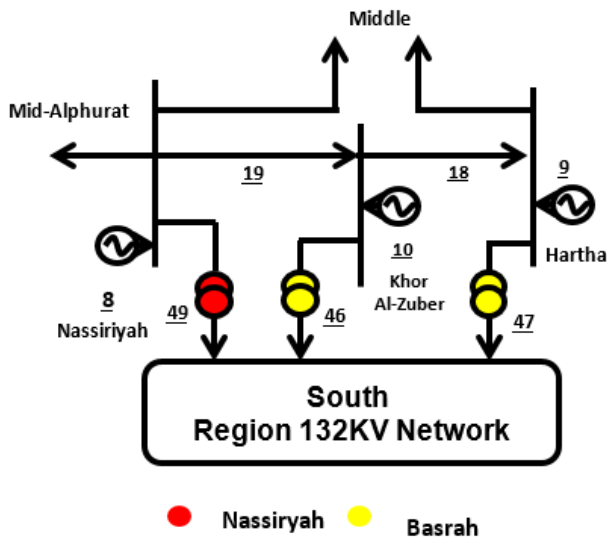 Middle
Mid-Alphurat
19
18
9
10
Hartha
8
Khor
Al-Zuber
Nassiriyah
49
46
47
South
Region 132KV Network
Nassiryah
Basrah